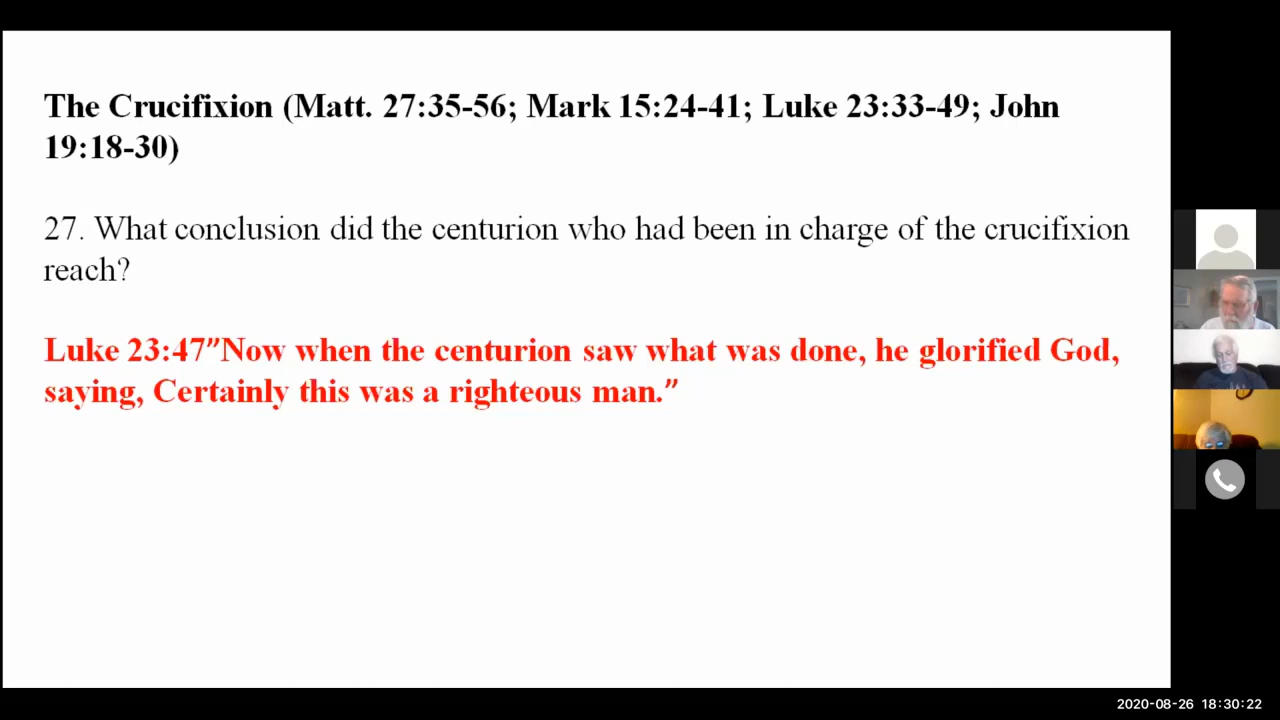 The Crucifixion (Matt. 27:35-56; Mark 15:24-41; Luke 23:33-49; John
19:18-30)
27. What conclusion did the centurion who had been in charge of the crucifixion
reach?
Luke 23:47”Now when the centurion saw what was done, he glorified God,
saying, Certainly this was a righteous man.”
2020-08-26 18:30:22